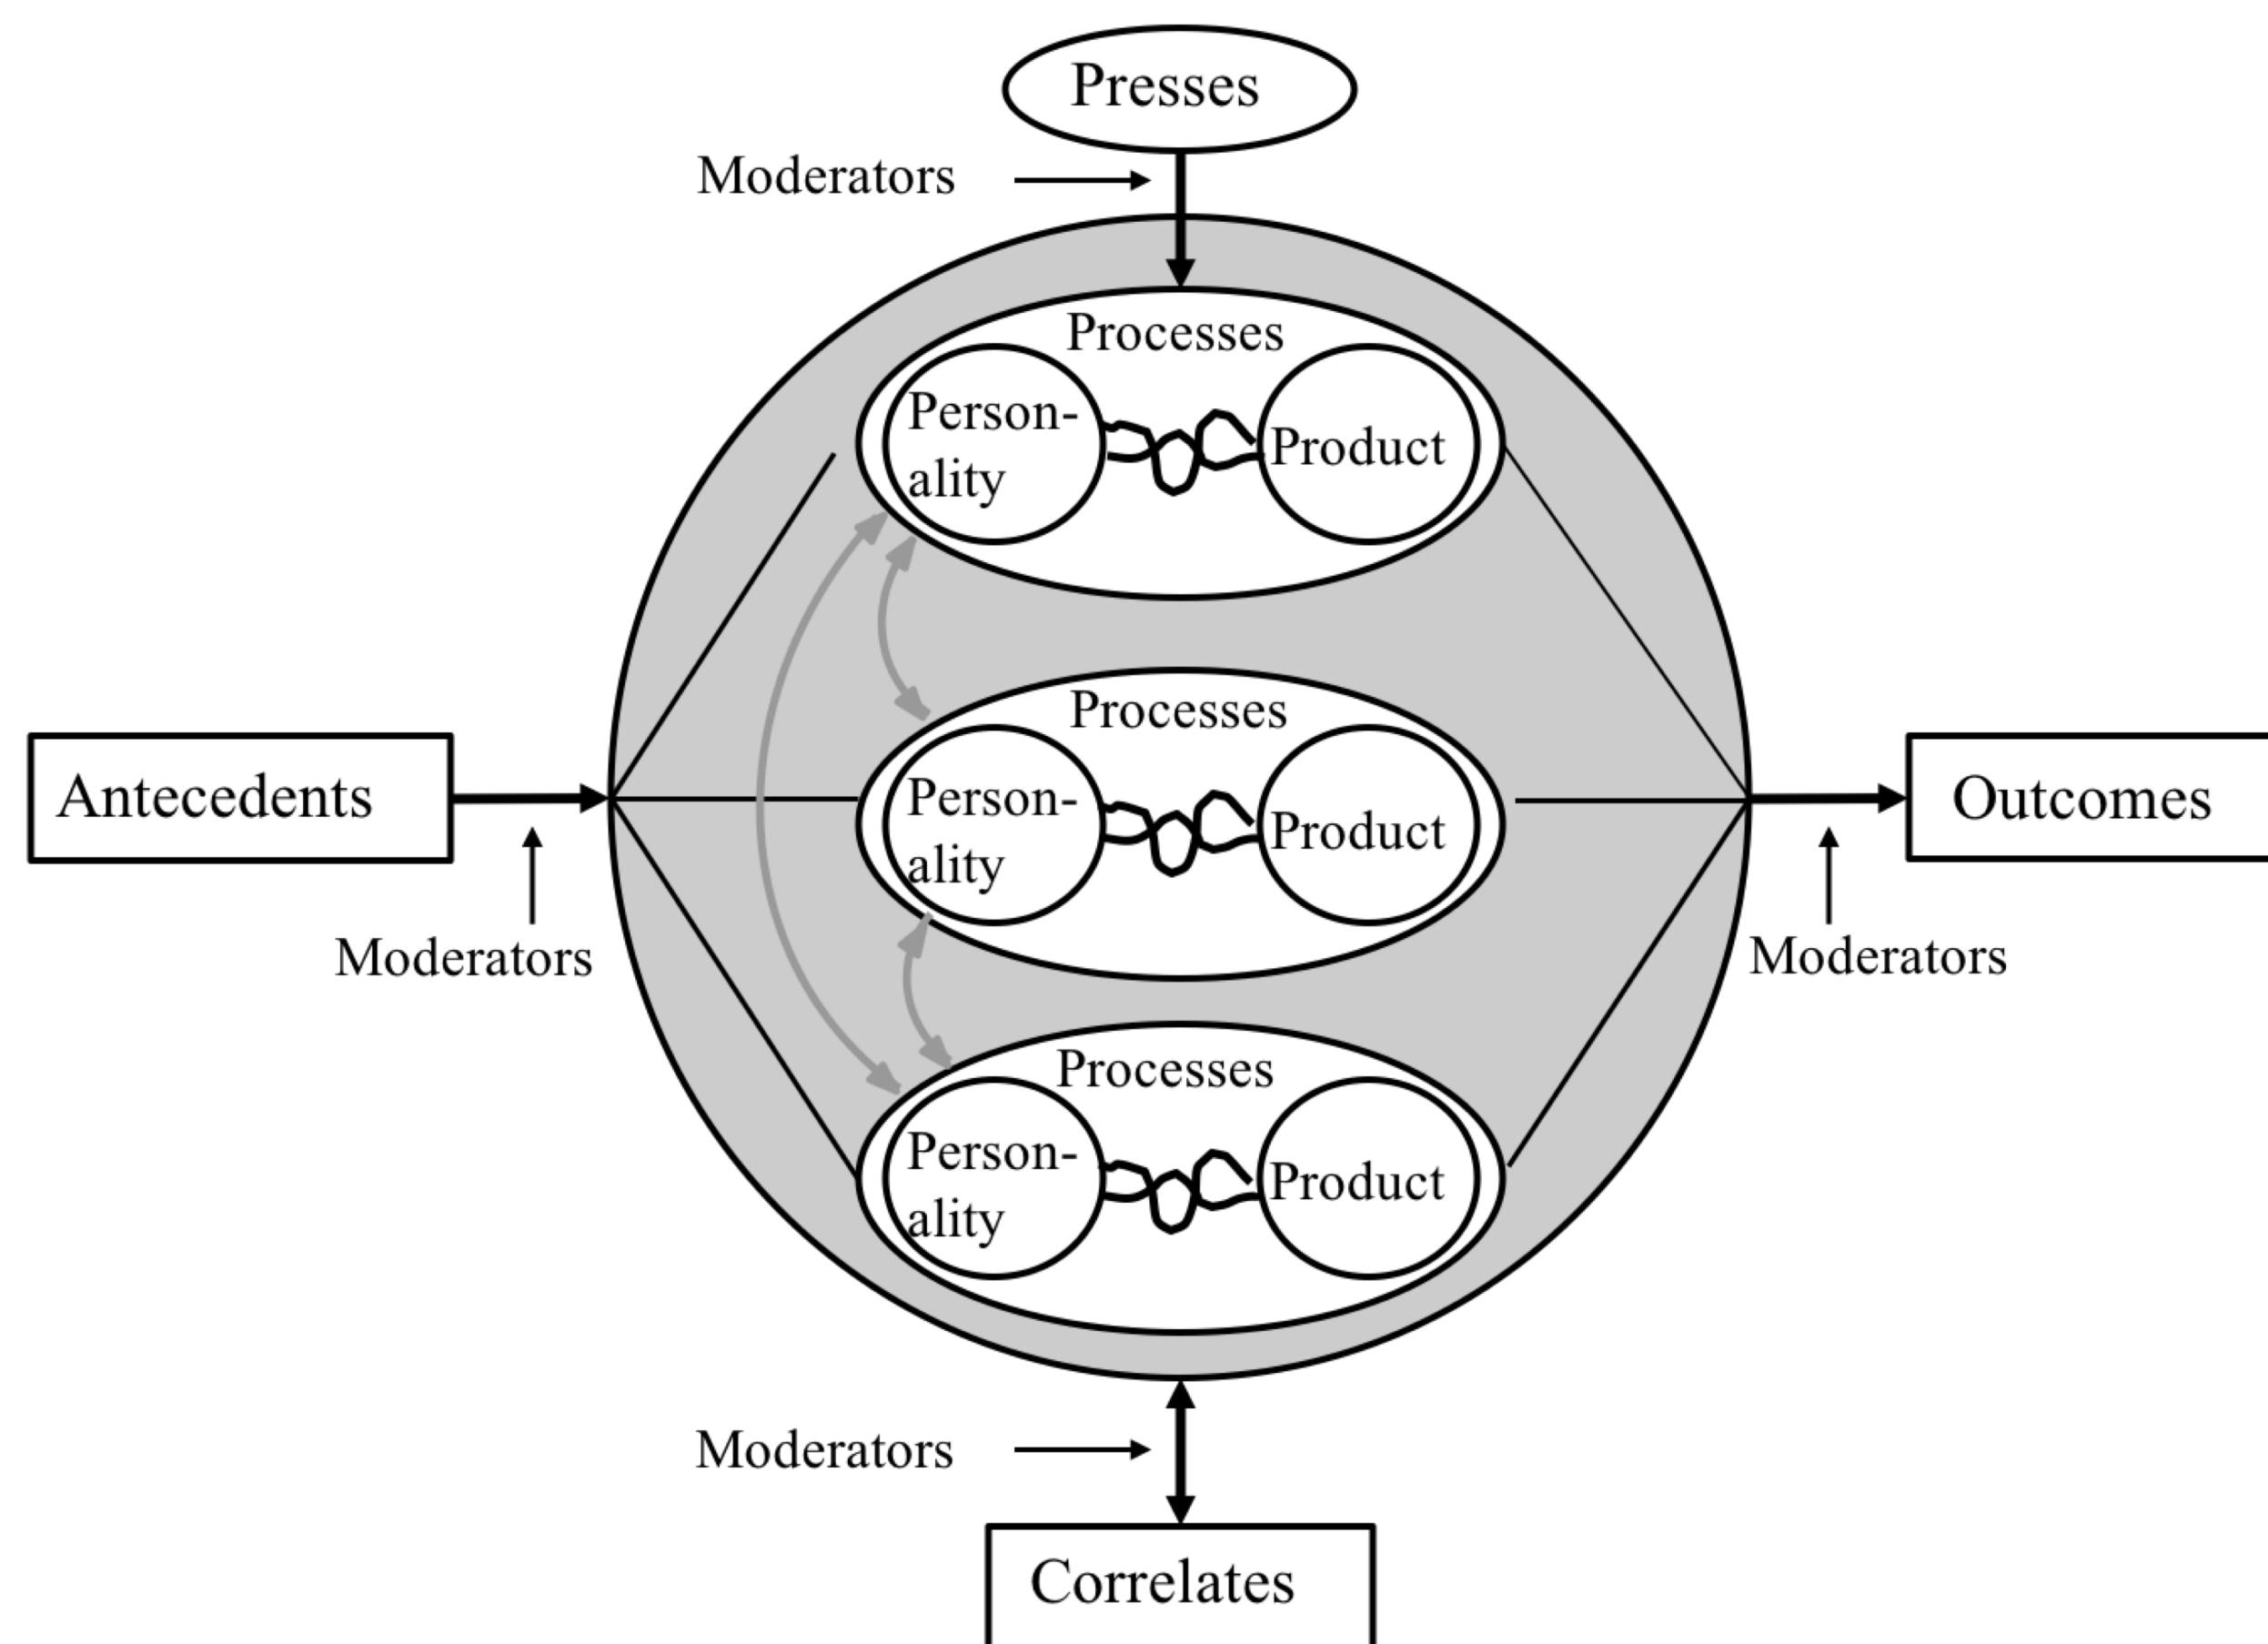 Presses
Moderators
Processes
Person-
ality
Product
Processes
Person-
ality
Product
Antecedents
Outcomes
Moderators
Moderators
Processes
Person-
ality
Product
Moderators
Correlates